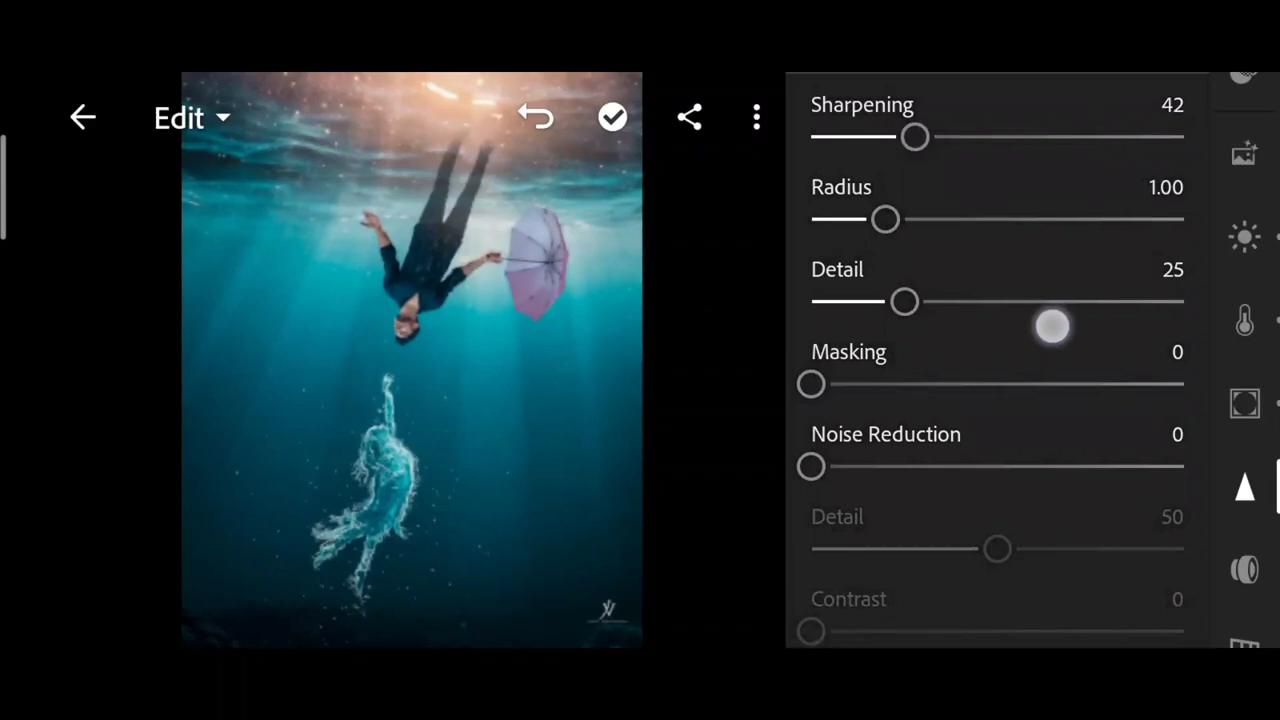 Edit
Sharpening 42
Radius 1.00
Detail 25
Masking 0
Noise Reduction 0
Detail 50
Contrast 0